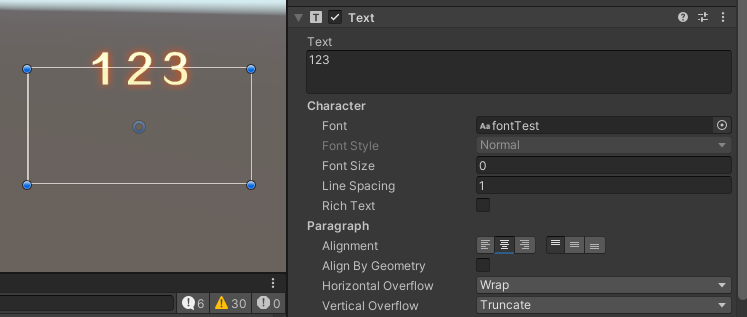 Text
123
Text
123
Character
Font
Aa fontTest
Font Style
Normal
Font Size
0
Line Spacing
1
Rich Text
Paragraph
Alignment
Align By Geometry
Horizontal Overflow
Wrap
6
30
0
Vertical Overflow
Truncate